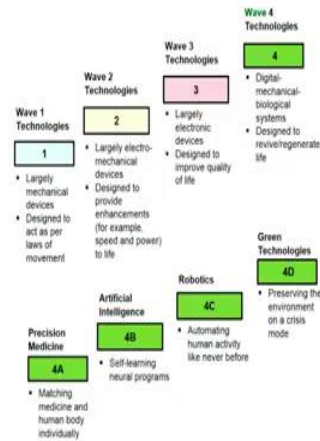 Wave 1
Technologies
1
• Largely
mechanical
devices
• Designed to
act as per
laws of
movement
Wave 2
Technologies
2
• Largely electro-
mechanical
devices
• Designed to
provide
enhancements
(for example,
speed and power)
to life
Wave 3
Technologies
3
• Largely
electronic
devices
• Designed to
improve quality
of life
Wave 4
Technologies
4
• Digital-
mechanical-
biological
systems
• Designed to
revive/regenerate
life
Precision
Medicine
4A
• Matching
medicine and
human body
individually
Artificial
Intelligence
4B
• Self-learning
neural programs
Robotics
4C
• Automating
human activity
like never before
Green
Technologies
4D
• Preserving the
environment
on a crisis
mode